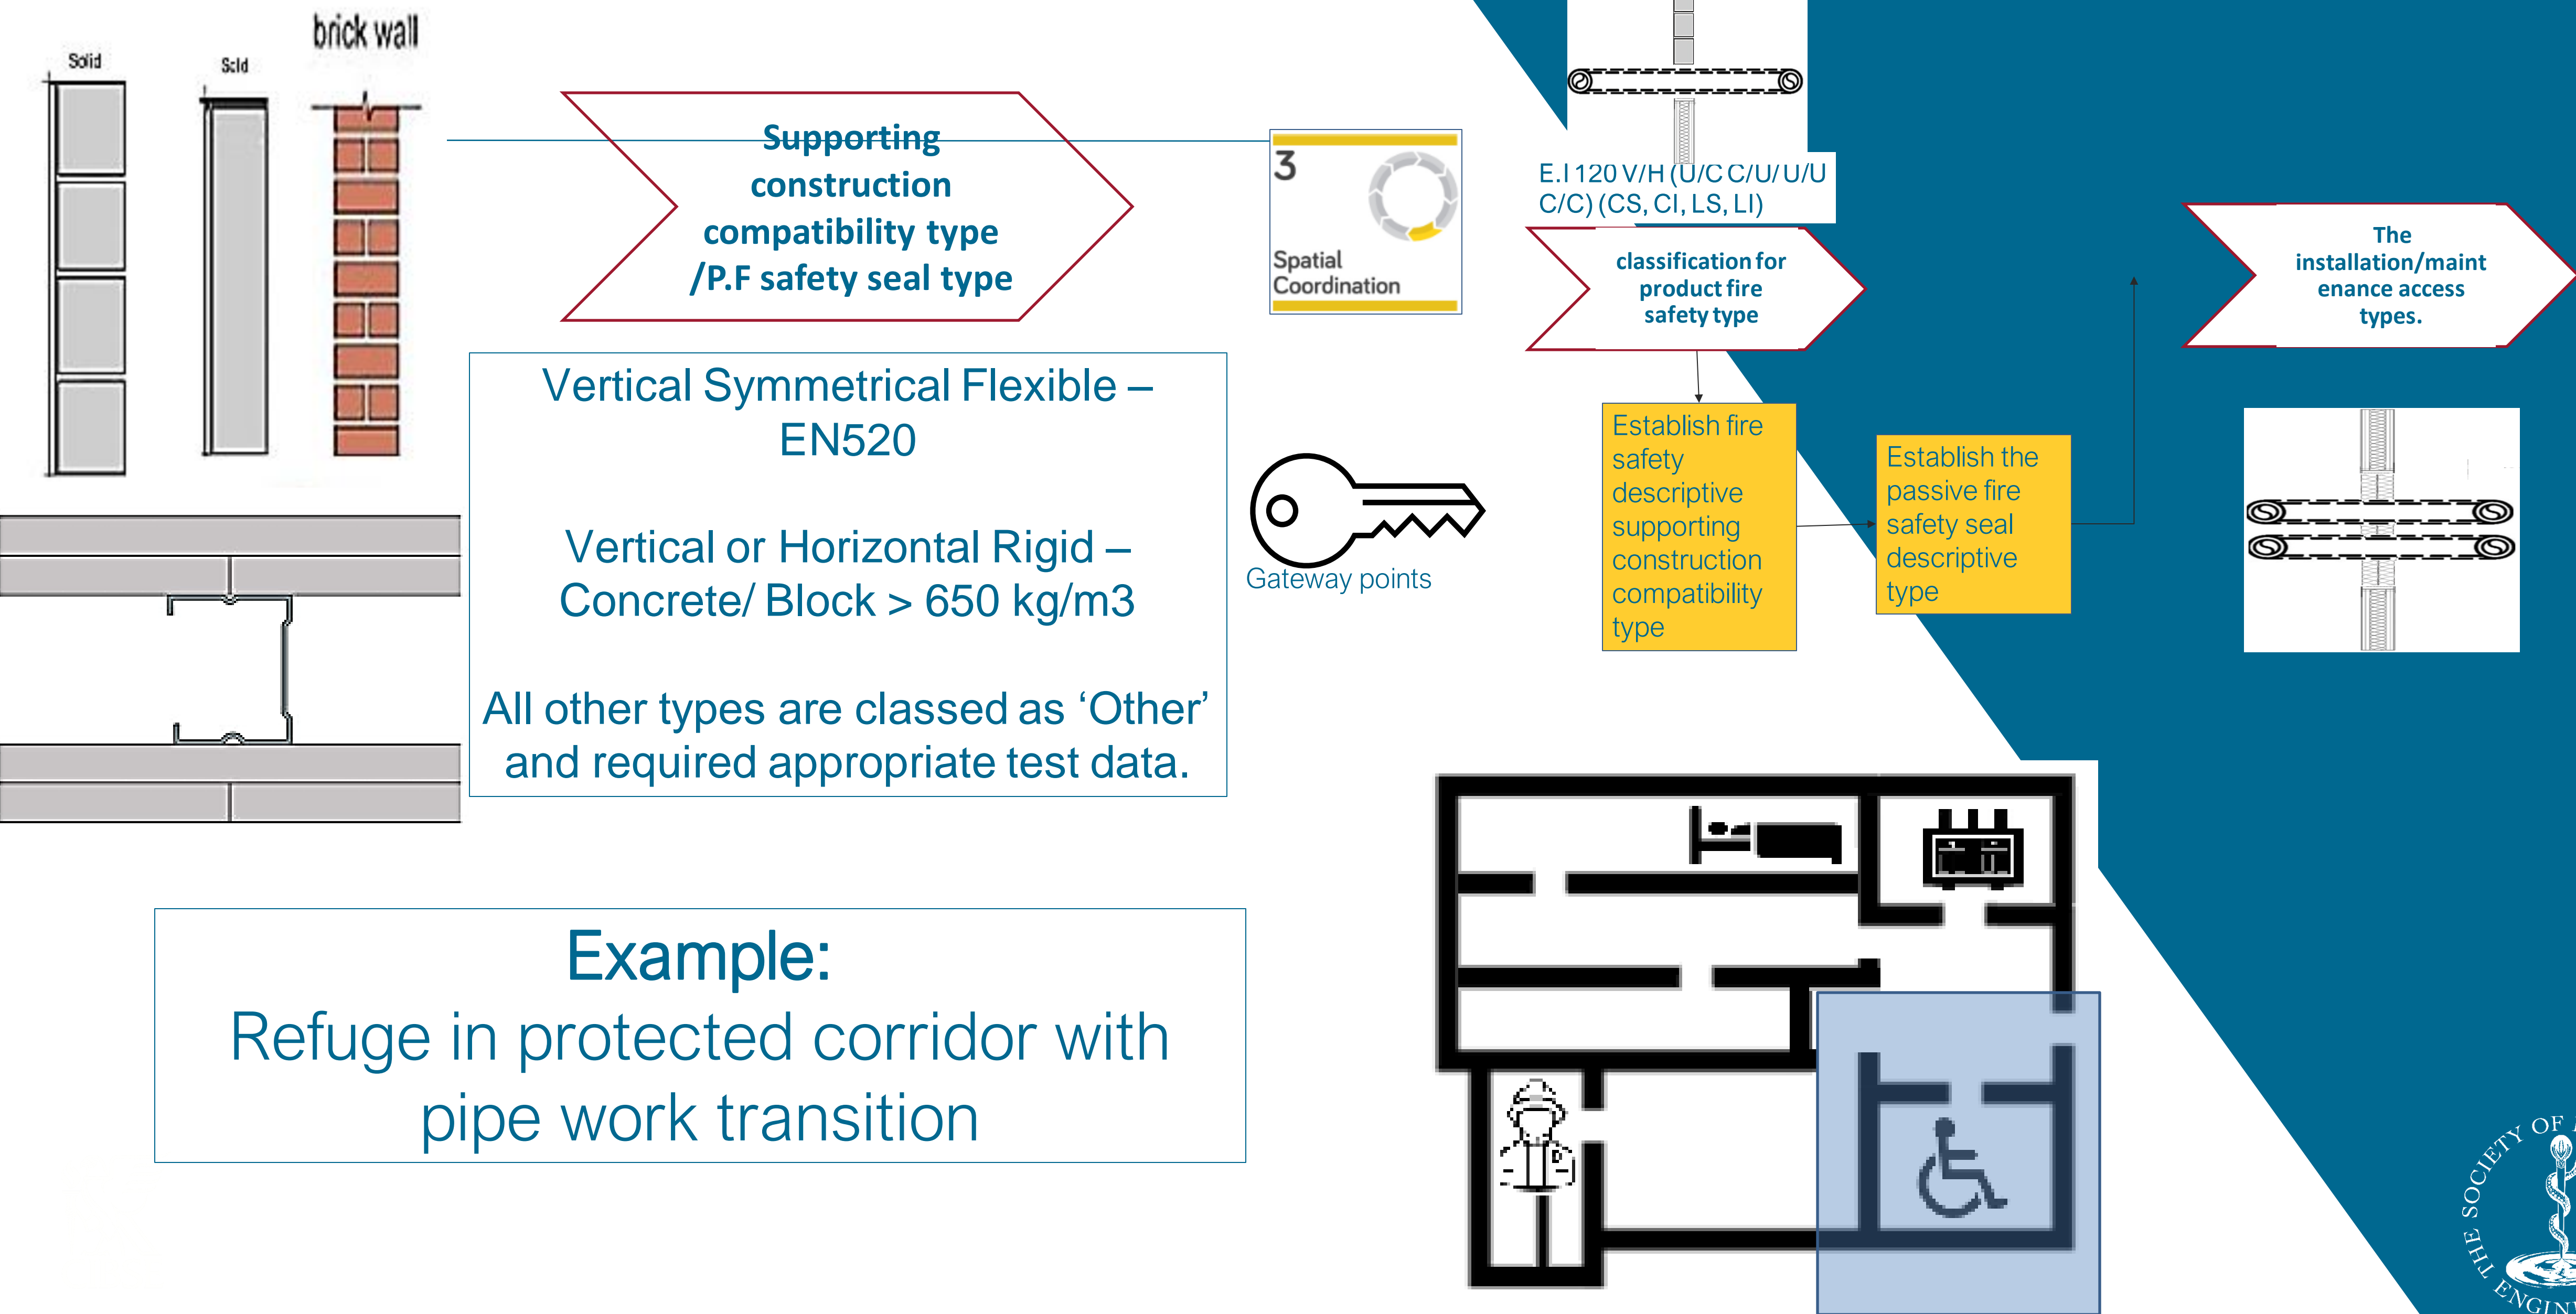 Solid
Sold
brick wall
Supporting
construction
compatibility type
/P.F safety seal type
3
Spatial
Coordination
E.I 120 V/H (U/C C/U/ U/U
C/C) (CS, CI, LS, LI)
classification for
product fire
safety type
The
installation/maint
enance access
types.
Vertical Symmetrical Flexible –
EN520
Vertical or Horizontal Rigid –
Concrete/ Block > 650 kg/m3
All other types are classed as ‘Other’
and required appropriate test data.
Gateway points
Establish fire
safety
descriptive
supporting
construction
compatibility
type
Establish the
passive fire
safety seal
descriptive
type
Example:
Refuge in protected corridor with
pipe work transition
THE SOCIETY OF